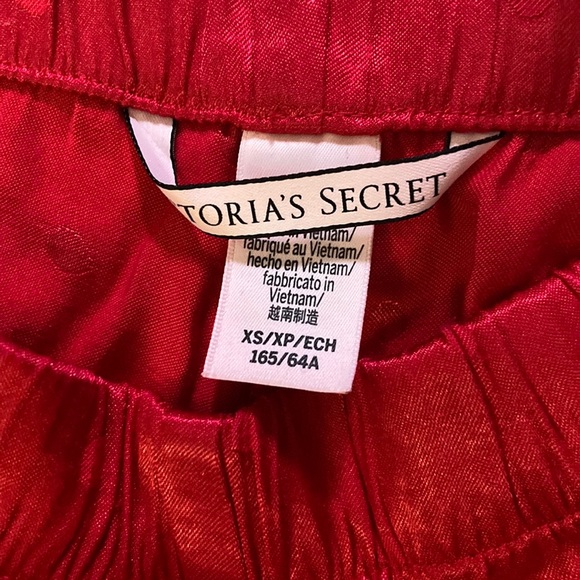 TORIA'S SECRET
Vietnam/
fabriqué au Vietnam/
hecho en Vietnam/
fabbricato in
Vietnam/
越南制造
XS/XP/ECH
165/64A